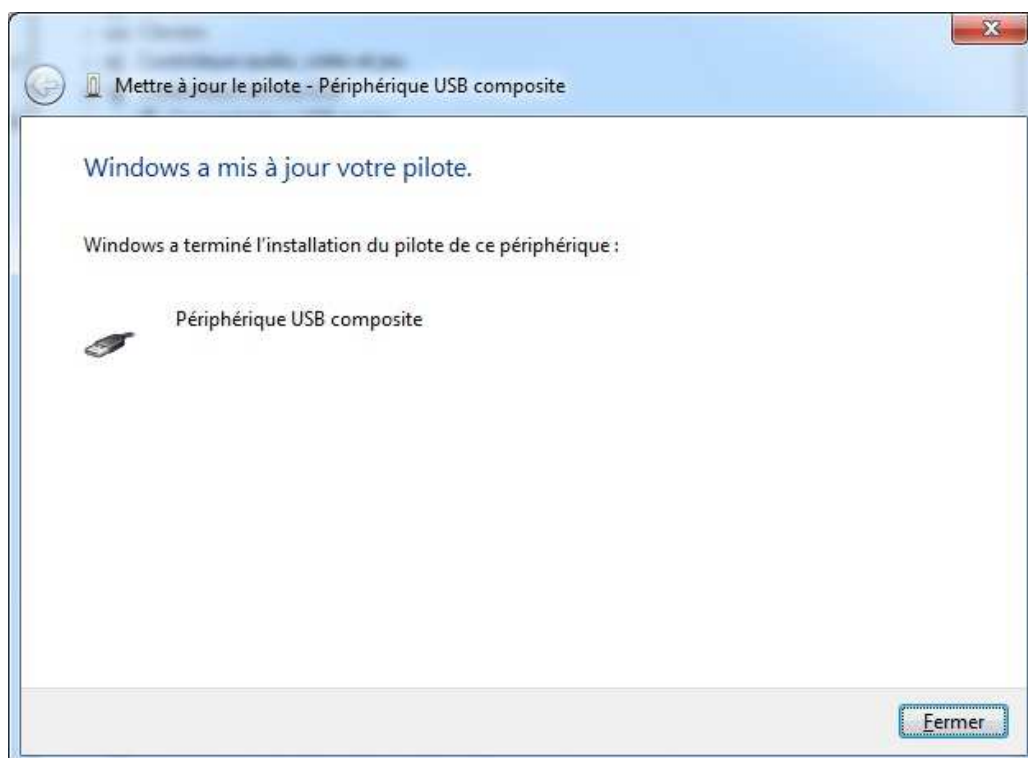 Mettre à jour le pilote - Périphérique USB composite
Windows a mis à jour votre pilote.
Windows a terminé l'installation du pilote de ce périphérique :
Périphérique USB composite
Fermer